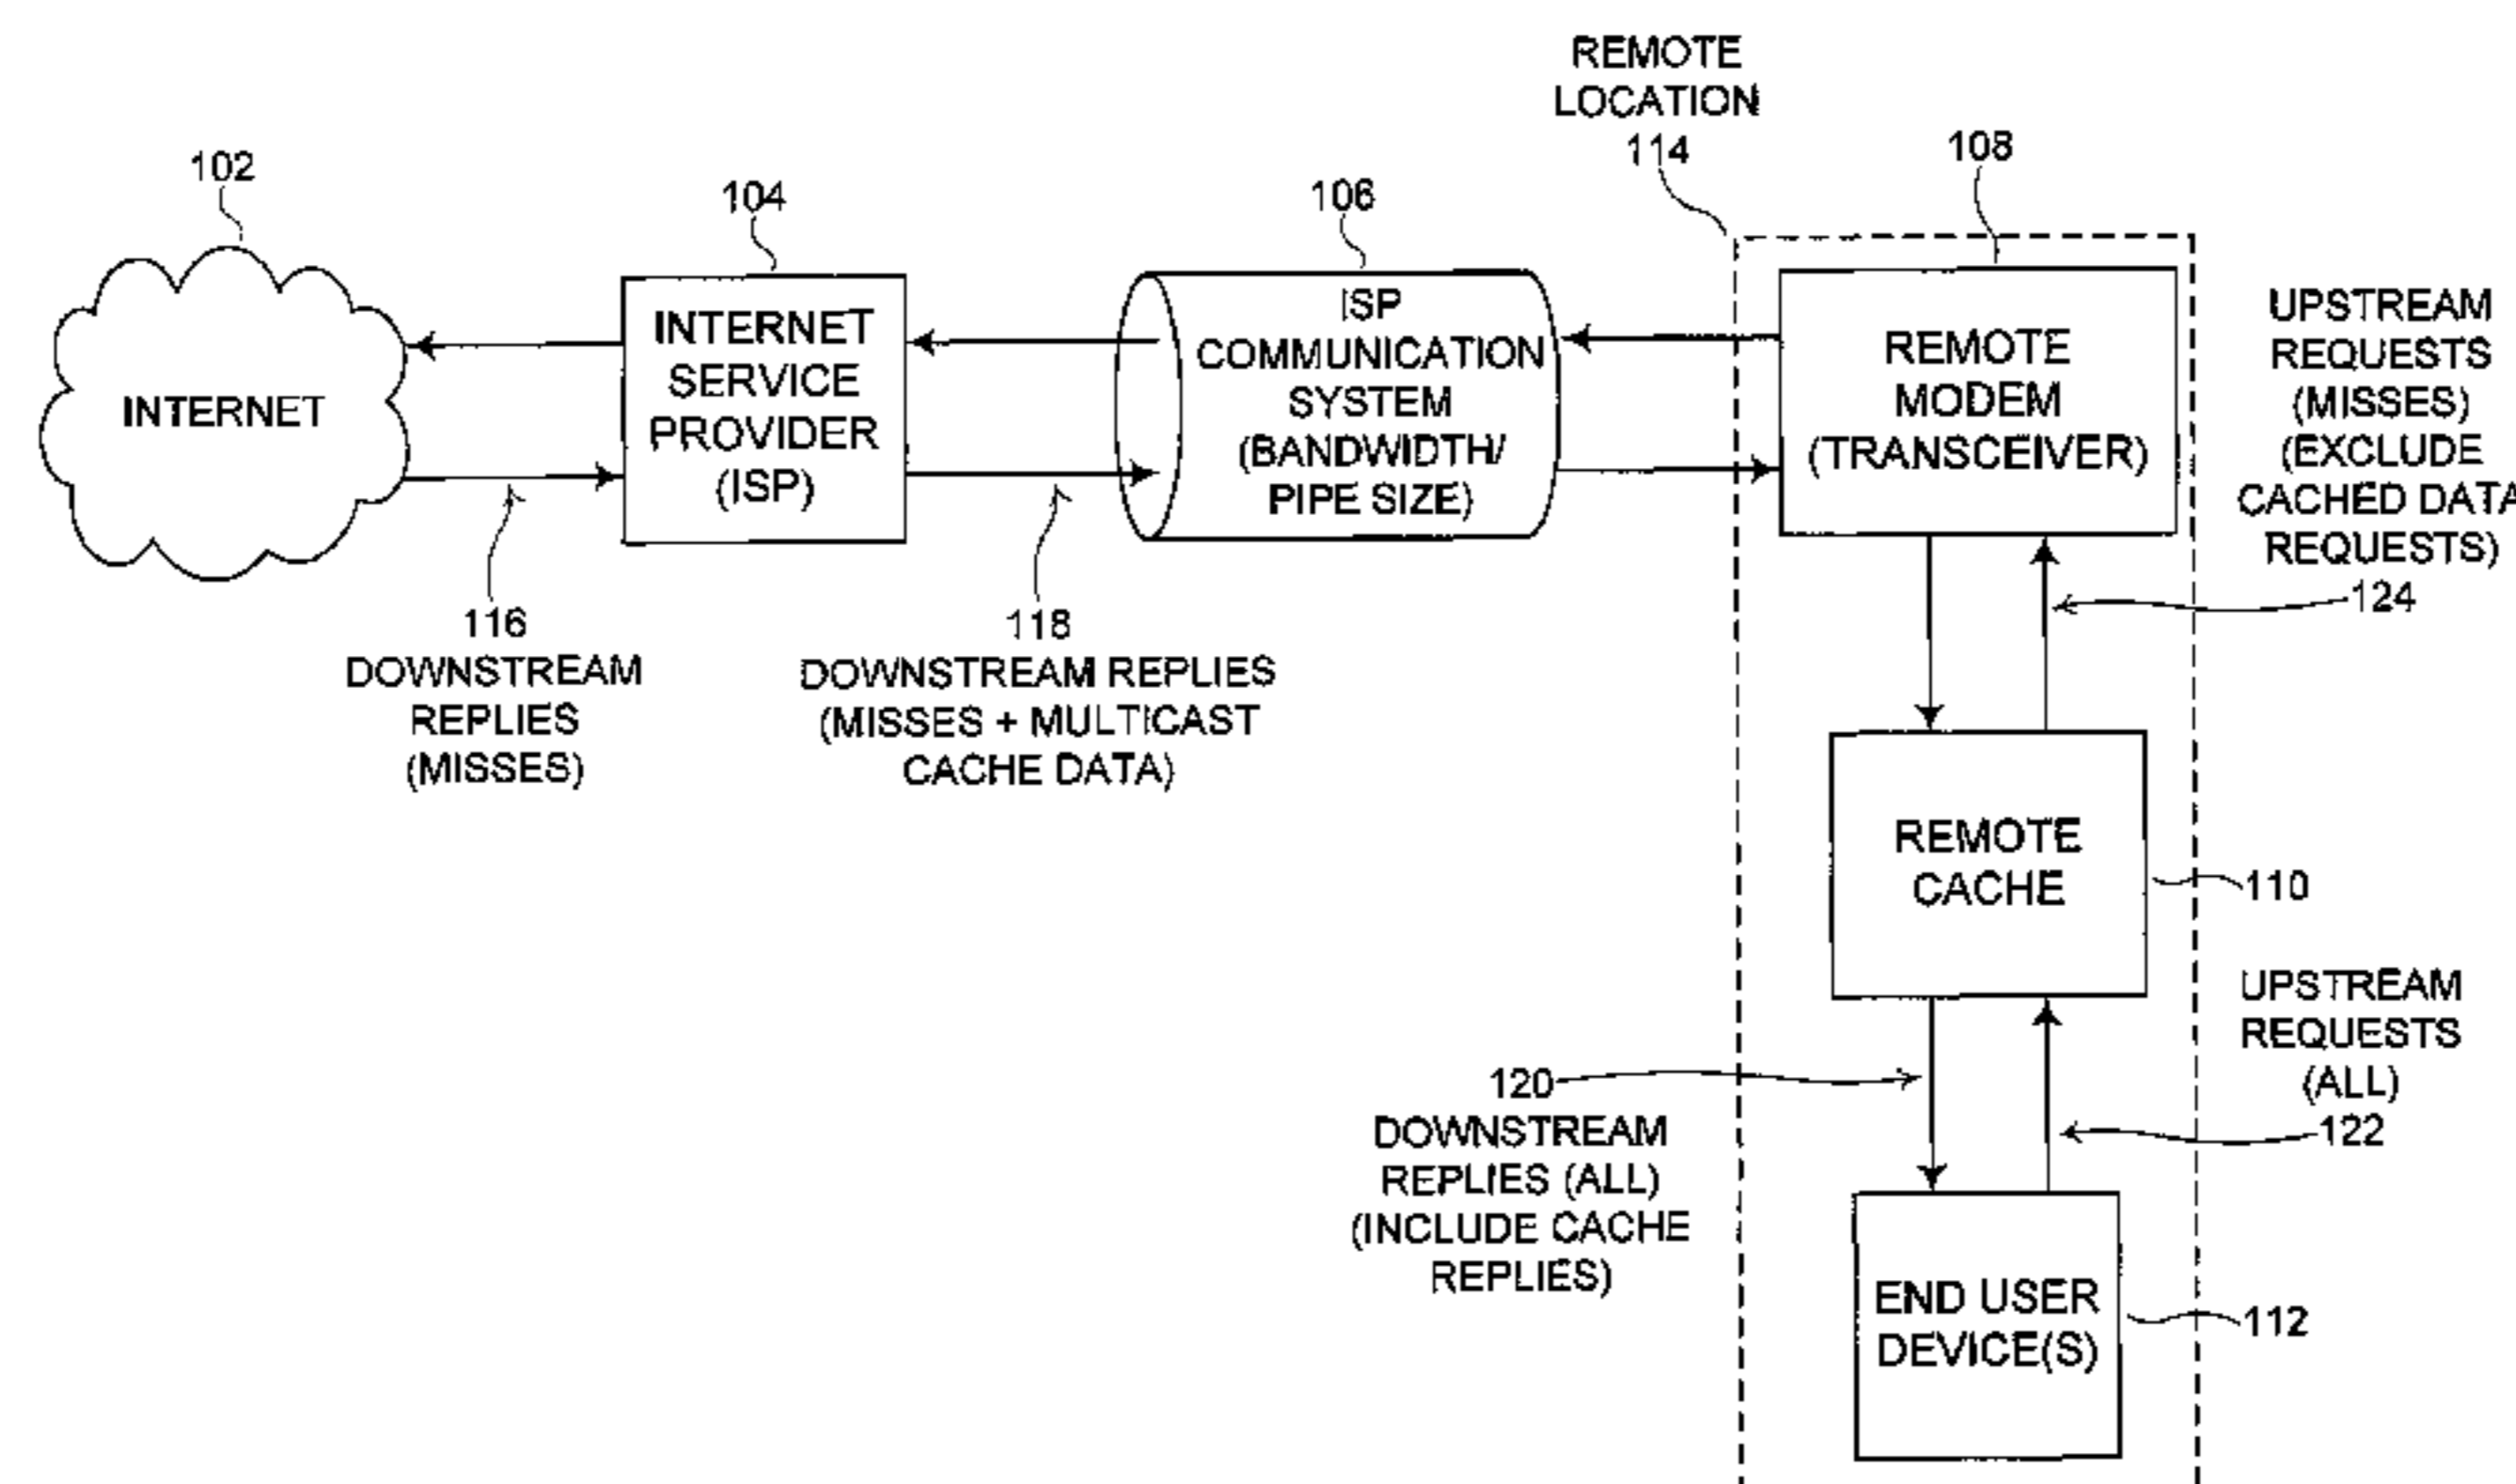 REMOTE
LOCATION
114
108
102
104
106
INTERNET
INTERNET
SERVICE
PROVIDER
(ISP)
ISP
COMMUNICATION
SYSTEM
(BANDWIDTH/
PIPE SIZE)
REMOTE
MODEM
(TRANSCEIVER)
UPSTREAM
REQUESTS
(MISSES)
(EXCLUDE
CACHED DATA
REQUESTS)
124
116
DOWNSTREAM
REPLIES
(MISSES)
118
DOWNSTREAM REPLIES
(MISSES + MULTICAST
CACHE DATA)
REMOTE
CACHE
110
UPSTREAM
REQUESTS
(ALL)
122
120
DOWNSTREAM
REPLIES (ALL)
(INCLUDE CACHE
REPLIES)
END USER
DEVICE(S)
112